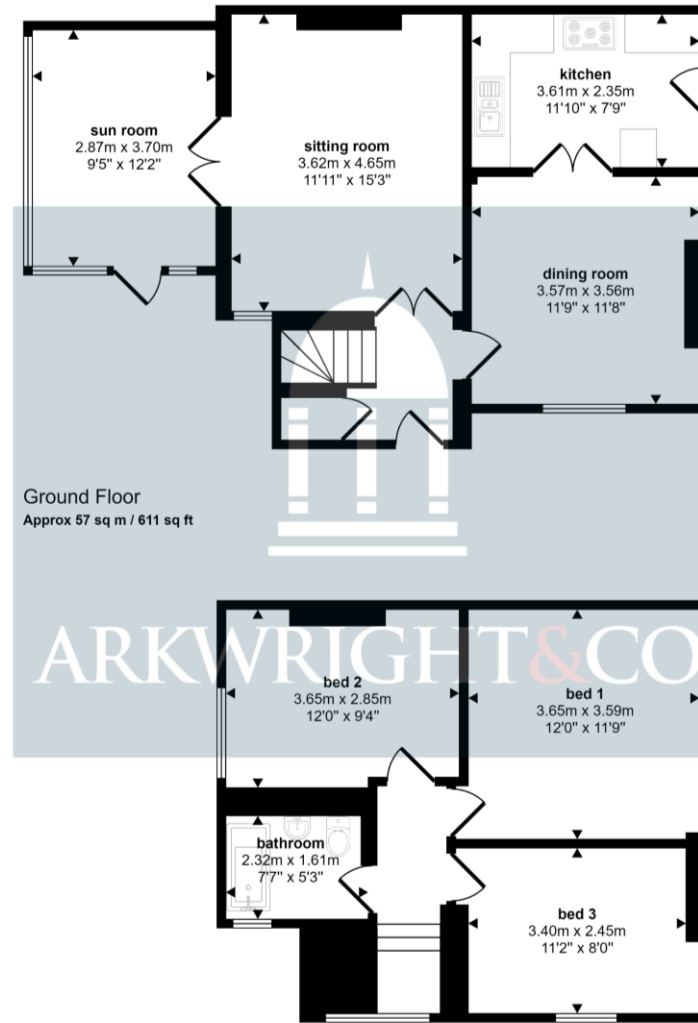 sun room
2.87m x 3.70m
9'5" x 12'2"
sitting room
3.62m x 4.65m
11'11" x 15'3"
kitchen
3.61m x 2.35m
11'10" x 7'9"
dining room
3.57m x 3.56m
11'9" x 11'8"
Ground Floor
Approx 57 sq m / 611 sq ft
ARKWRIGHT&CO
bed 2
3.65m x 2.85m
12'0" x 9'4"
bed 1
3.65m x 3.59m
12'0" x 11'9"
bathroom
2.32m x 1.61m
7'7" x 5'3"
bed 3
3.40m x 2.45m
11'2" x 8'0"